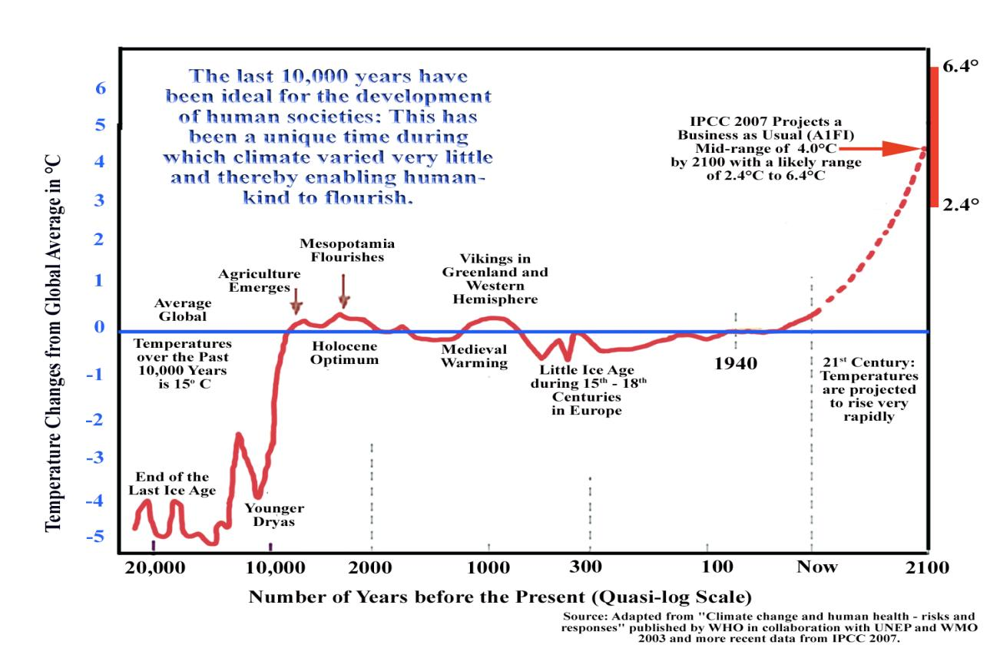 The last 10,000 years have
been ideal for the development
of human societies: This has
been a unique time during
which climate varied very little
and thereby enabling human-
kind to flourish.
6.4°
IPCC 2007 Projects a
Business as Usual (A1FI)
Mid-range of 4.0°C
by 2100 with a likely range
of 2.4°C to 6.4°C
2.4°
Temperature Changes from Global Average in °C
6
5
4
3
2
1
0
-1
-2
-3
-4
-5
Mesopotamia
Flourishes
Agriculture
Emerges
Vikings in
Greenland and
Western
Hemisphere
Average
Global
Temperatures
over the Past
10,000 Years
is 15° C
Holocene
Optimum
Medieval
Warming
Little Ice Age
during 15th - 18th
Centuries
in Europe
1940
21st Century:
Temperatures
are projected
to rise very
rapidly
End of the
Last Ice Age
Younger
Dryas
20,000 10,000 2000 1000 300 100 Now 2100
Number of Years before the Present (Quasi-log Scale)
Source: Adapted from "Climate change and human health - risks and
responses" published by WHO in collaboration with UNEP and WMO
2003 and more recent data from IPCC 2007.